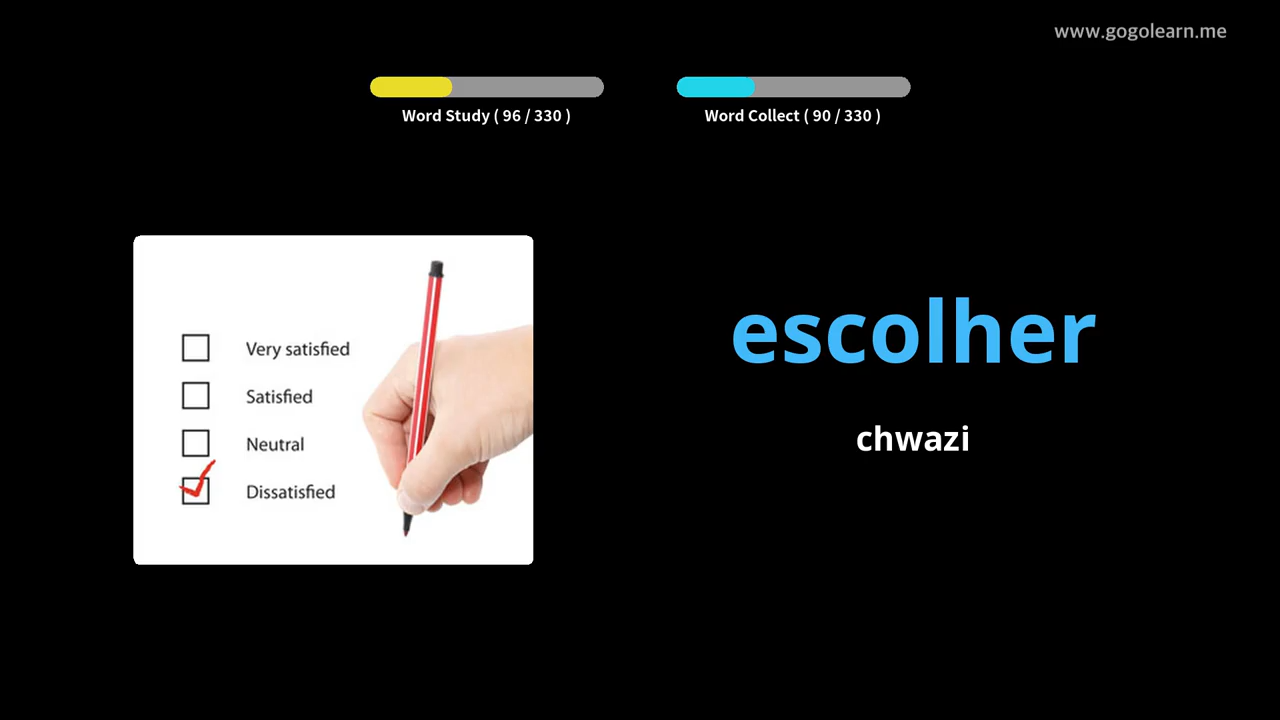 www.gogolearn.me
Word Study ( 96 / 330 )
Word Collect ( 90 / 330 )
Very satisfied
Satisfied
Neutral
Dissatisfied
escolher
chwazi